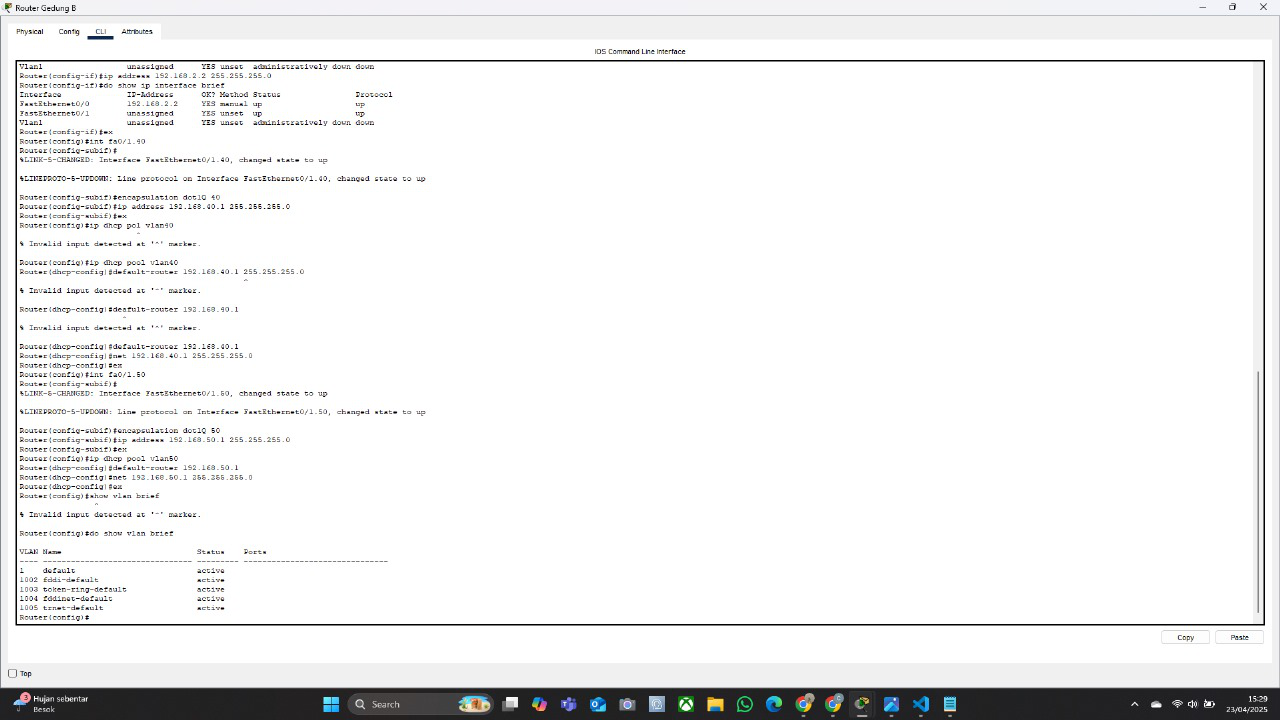 Router Gedung B
Physical Config CLI Attributes
IOS Command Line Interface
Vlan1 unassigned YES unset administratively down down
Router(config-if)#ip address 192.168.2.2 255.255.255.0
Router(config-if)#do show ip interface brief
Interface IP-Address OK? Method Status Protocol
FastEthernet0/0 192.168.2.2 YES manual up up
FastEthernet0/1 unassigned YES unset up up
Vlan1 unassigned YES unset administratively down down
Router(config-if)#ex
Router(config)#int fa0/1.40
Router(config-subif)#
%LINK-5-CHANGED: Interface FastEthernet0/1.40, changed state to up
%LINEPROTO-5-UPDOWN: Line protocol on Interface FastEthernet0/1.40, changed state to up
Router(config-subif)#encapsulation dot1Q 40
Router(config-subif)#ip address 192.168.40.1 255.255.255.0
Router(config-subif)#ex
Router(config)#ip dhcp pol vlan40
^
% Invalid input detected at '^' marker.
Router(config)#ip dhcp pool vlan40
Router(dhcp-config)#default-router 192.168.40.1 255.255.255.0
^
% Invalid input detected at '^' marker.
Router(dhcp-config)#deafult-router 192.168.40.1
^
% Invalid input detected at '^' marker.
Router(dhcp-config)#default-router 192.168.40.1
Router(dhcp-config)#net 192.168.40.1 255.255.255.0
Router(dhcp-config)#ex
Router(config)#int fa0/1.50
Router(config-subif)#
%LINK-5-CHANGED: Interface FastEthernet0/1.50, changed state to up
%LINEPROTO-5-UPDOWN: Line protocol on Interface FastEthernet0/1.50, changed state to up
Router(config-subif)#encapsulation dot1Q 50
Router(config-subif)#ip address 192.168.50.1 255.255.255.0
Router(config-subif)#ex
Router(config)#ip dhcp pool vlan50
Router(dhcp-config)#default-router 192.168.50.1
Router(dhcp-config)#net 192.168.50.1 255.255.255.0
Router(dhcp-config)#ex
Router(config)#show vlan brief
^
% Invalid input detected at '^' marker.
Router(config)#do show vlan brief
VLAN Name Status Ports
---- -------------------------------- --------- -------------------------------
1 default active
1002 fddi-default active
1003 token-ring-default active
1004 fddinet-default active
1005 trnet-default active
Router(config)#
Copy Paste
Top
3
Hujan sebentar
Besok
Search
15:29
23/04/2025